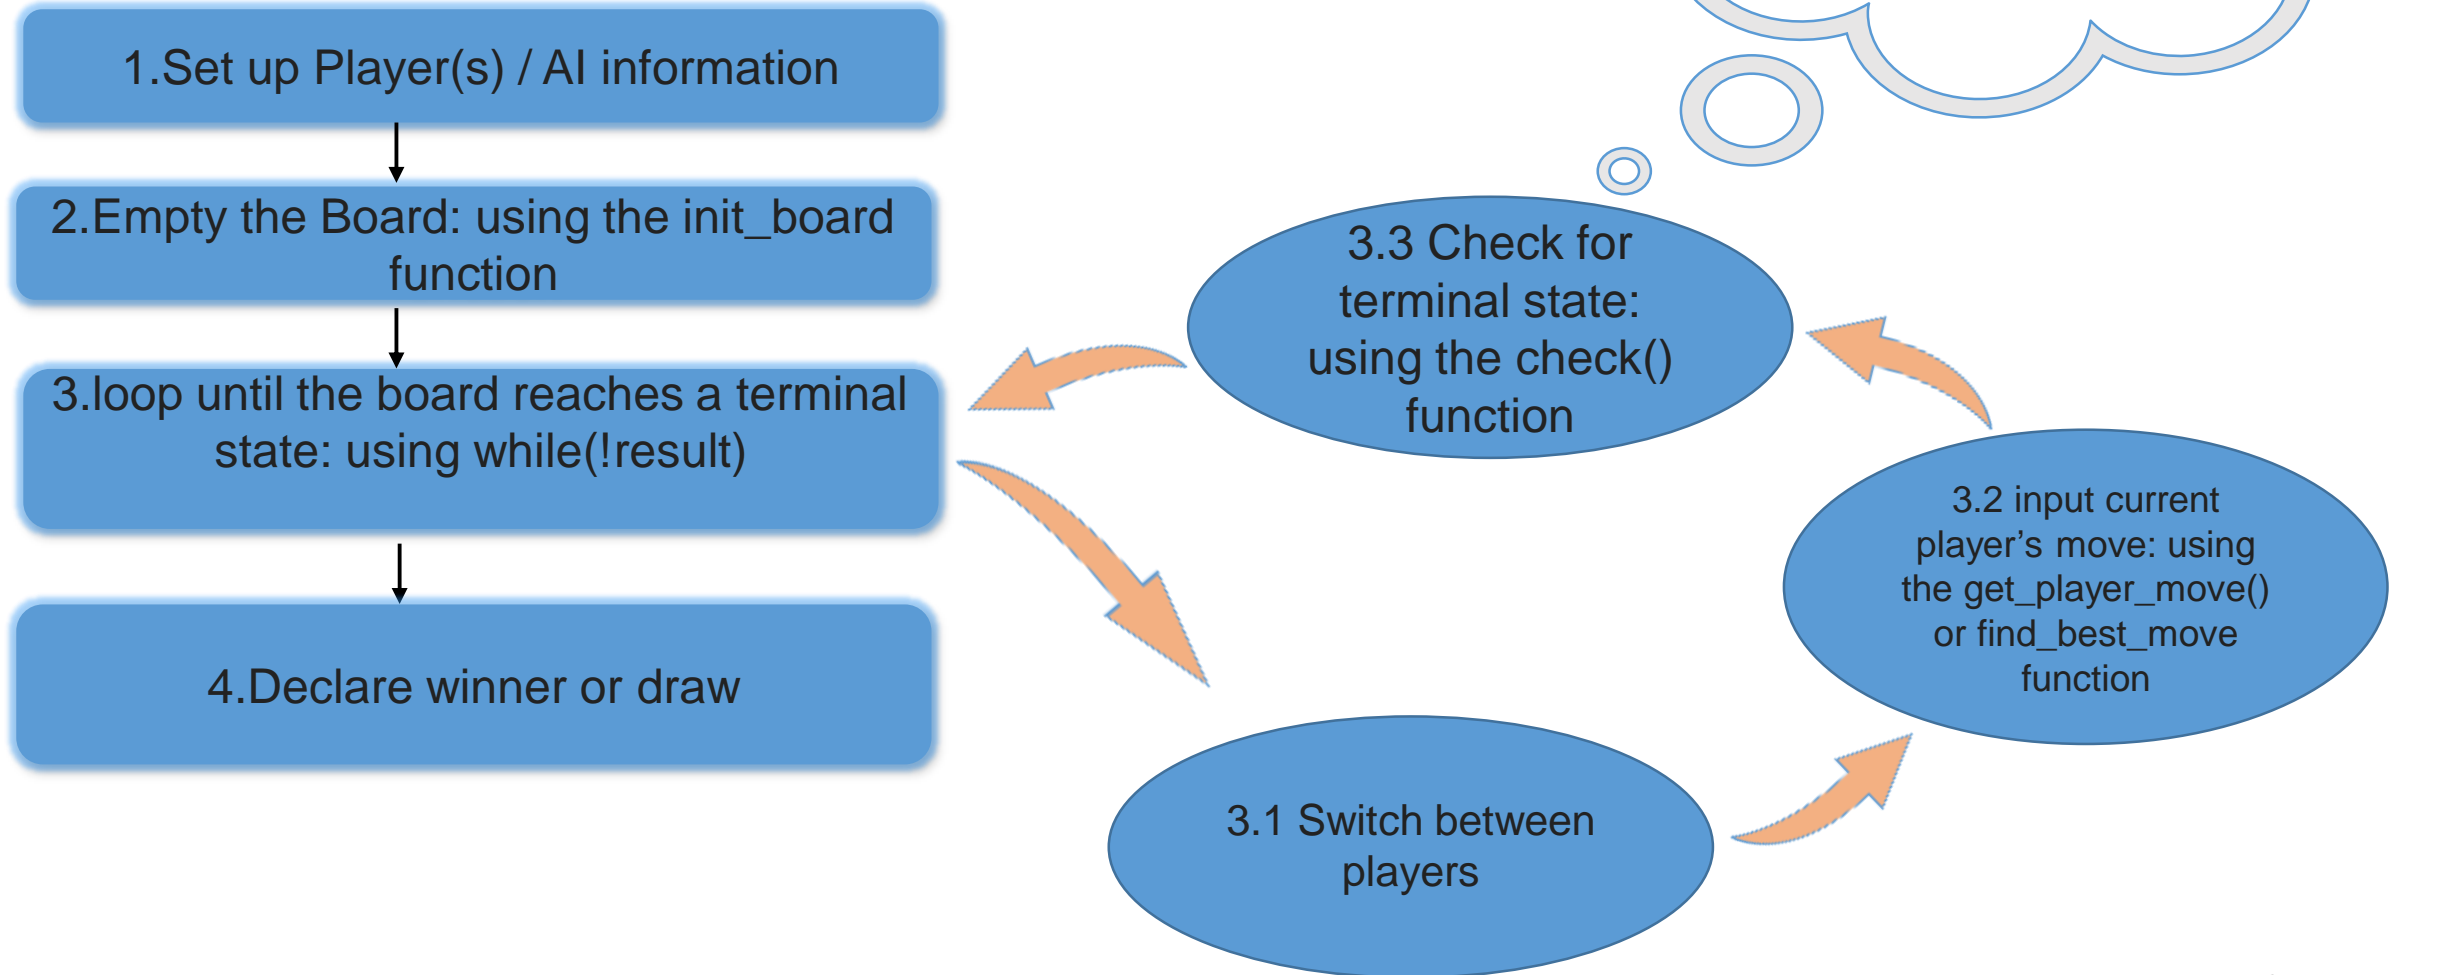 1.Set up Player(s) / AI information
2.Empty the Board: using the init_board
function
3.loop until the board reaches a terminal
state: using while(!result)
4.Declare winner or draw
3.1 Switch between
players
3.2 input current
player’s move: using
the get_player_move()
or find_best_move
function
3.3 Check for
terminal state:
using the check()
function